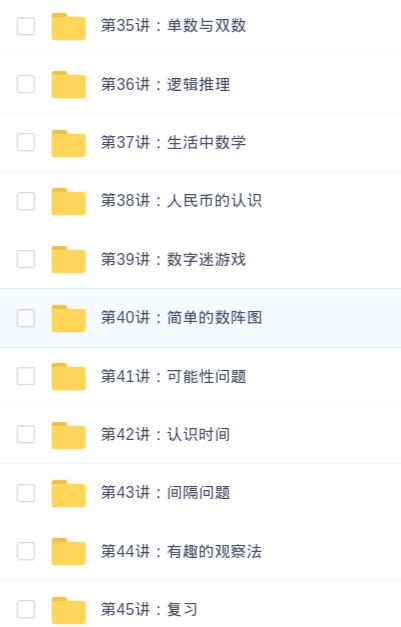 第35讲：单数与双数
第36讲：逻辑推理
第37讲：生活中数学
第38讲：人民币的认识
第39讲：数字迷游戏
第40讲：简单的数阵图
第41讲：可能性问题
第42讲：认识时间
第43讲：间隔问题
第44讲：有趣的观察法
第45讲：复习